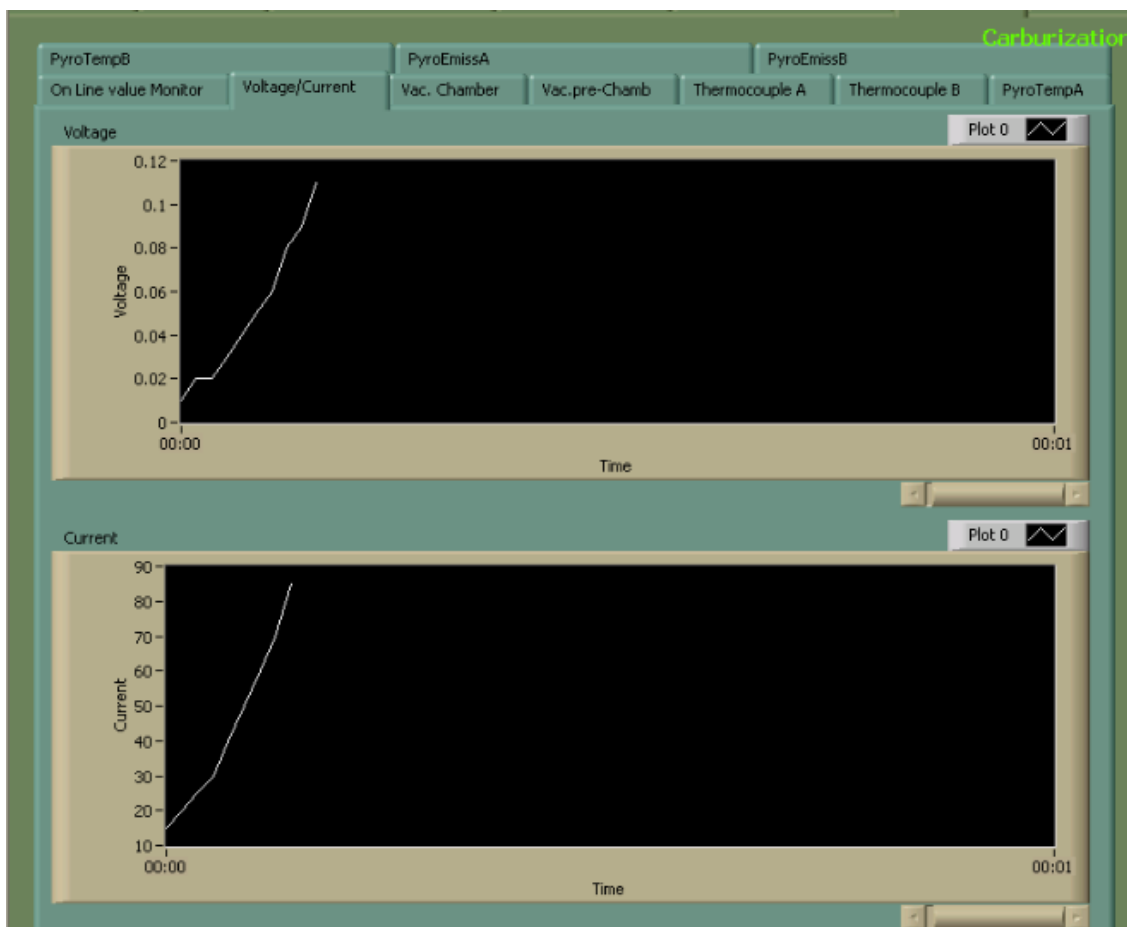 Carburization
PyroTempB PyroEmissA PyroEmissB
On Line value Monitor Voltage/Current Vac. Chamber Vac.pre-Chamb Thermocouple A Thermocouple B PyroTempA
Voltage Plot 0
0.12
0.1
0.08
0.06
0.04
0.02
0
Voltage
00:00 00:01
Time
Current Plot 0
90
80
70
60
50
40
30
20
10
Current
00:00 00:01
Time